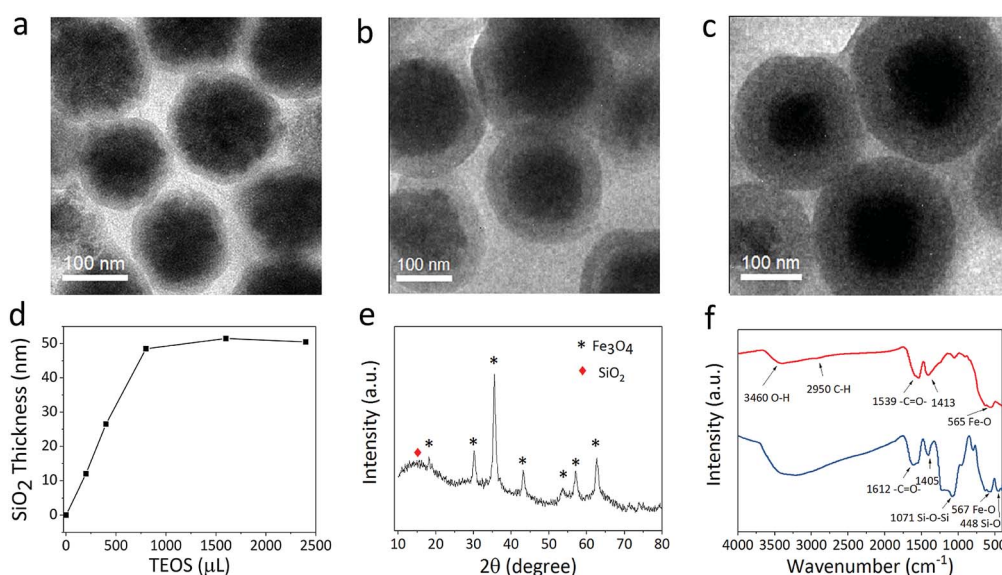 a
100 nm
b
100 nm
c
100 nm
d
SiO2 Thickness (nm)
50
40
30
20
10
0
0 500 1000 1500 2000 2500
TEOS (μL)
e
Intensity (a.u.)
* Fe3O4
♦ SiO2
* * * * * * *
10 20 30 40 50 60 70 80
2θ (degree)
f
Intensity (a.u.)
3460 O-H
2950 C-H
1539 -C=O-
1413
565 Fe-O
1612 -C=O-
1405
1071 Si-O-Si
567 Fe-O
448 Si-O
4000 3500 3000 2500 2000 1500 1000 500
Wavenumber (cm-1)